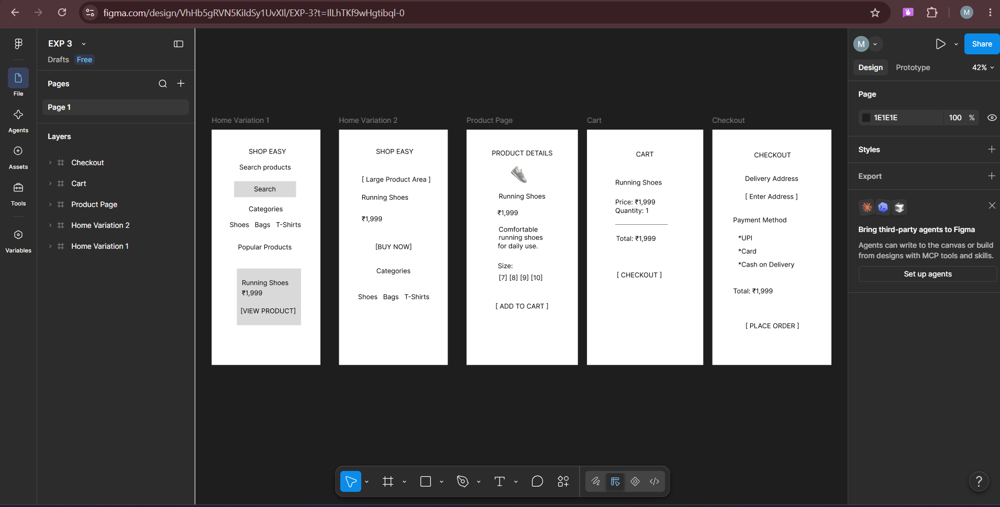 figma.com/design/VhHb5gRVN5KiIdSy1UvXIl/EXP-3?t=IlLhTKf9wHgtibql-0
M
EXP 3
Drafts Free
File
Agents
Assets
Tools
Variables
Pages
Page 1
Layers
Checkout
Cart
Product Page
Home Variation 2
Home Variation 1
Home Variation 1
SHOP EASY
Search products
Search
Categories
Shoes Bags T-Shirts
Popular Products
Running Shoes
₹1,999
[VIEW PRODUCT]
Home Variation 2
SHOP EASY
[ Large Product Area ]
Running Shoes
₹1,999
[BUY NOW]
Categories
Shoes Bags T-Shirts
Product Page
PRODUCT DETAILS
Running Shoes
₹1,999
Comfortable
running shoes
for daily use.
Size:
[7] [8] [9] [10]
[ ADD TO CART ]
Cart
CART
Running Shoes
Price: ₹1,999
Quantity: 1
Total: ₹1,999
[ CHECKOUT ]
Checkout
CHECKOUT
Delivery Address
[ Enter Address ]
Payment Method
*UPI
*Card
*Cash on Delivery
Total: ₹1,999
[ PLACE ORDER ]
M
Share
Design Prototype 42%
Page
1E1E1E 100 %
Styles
Export
Bring third-party agents to Figma
Agents can write to the canvas or build
from designs with MCP tools and skills.
Set up agents
?